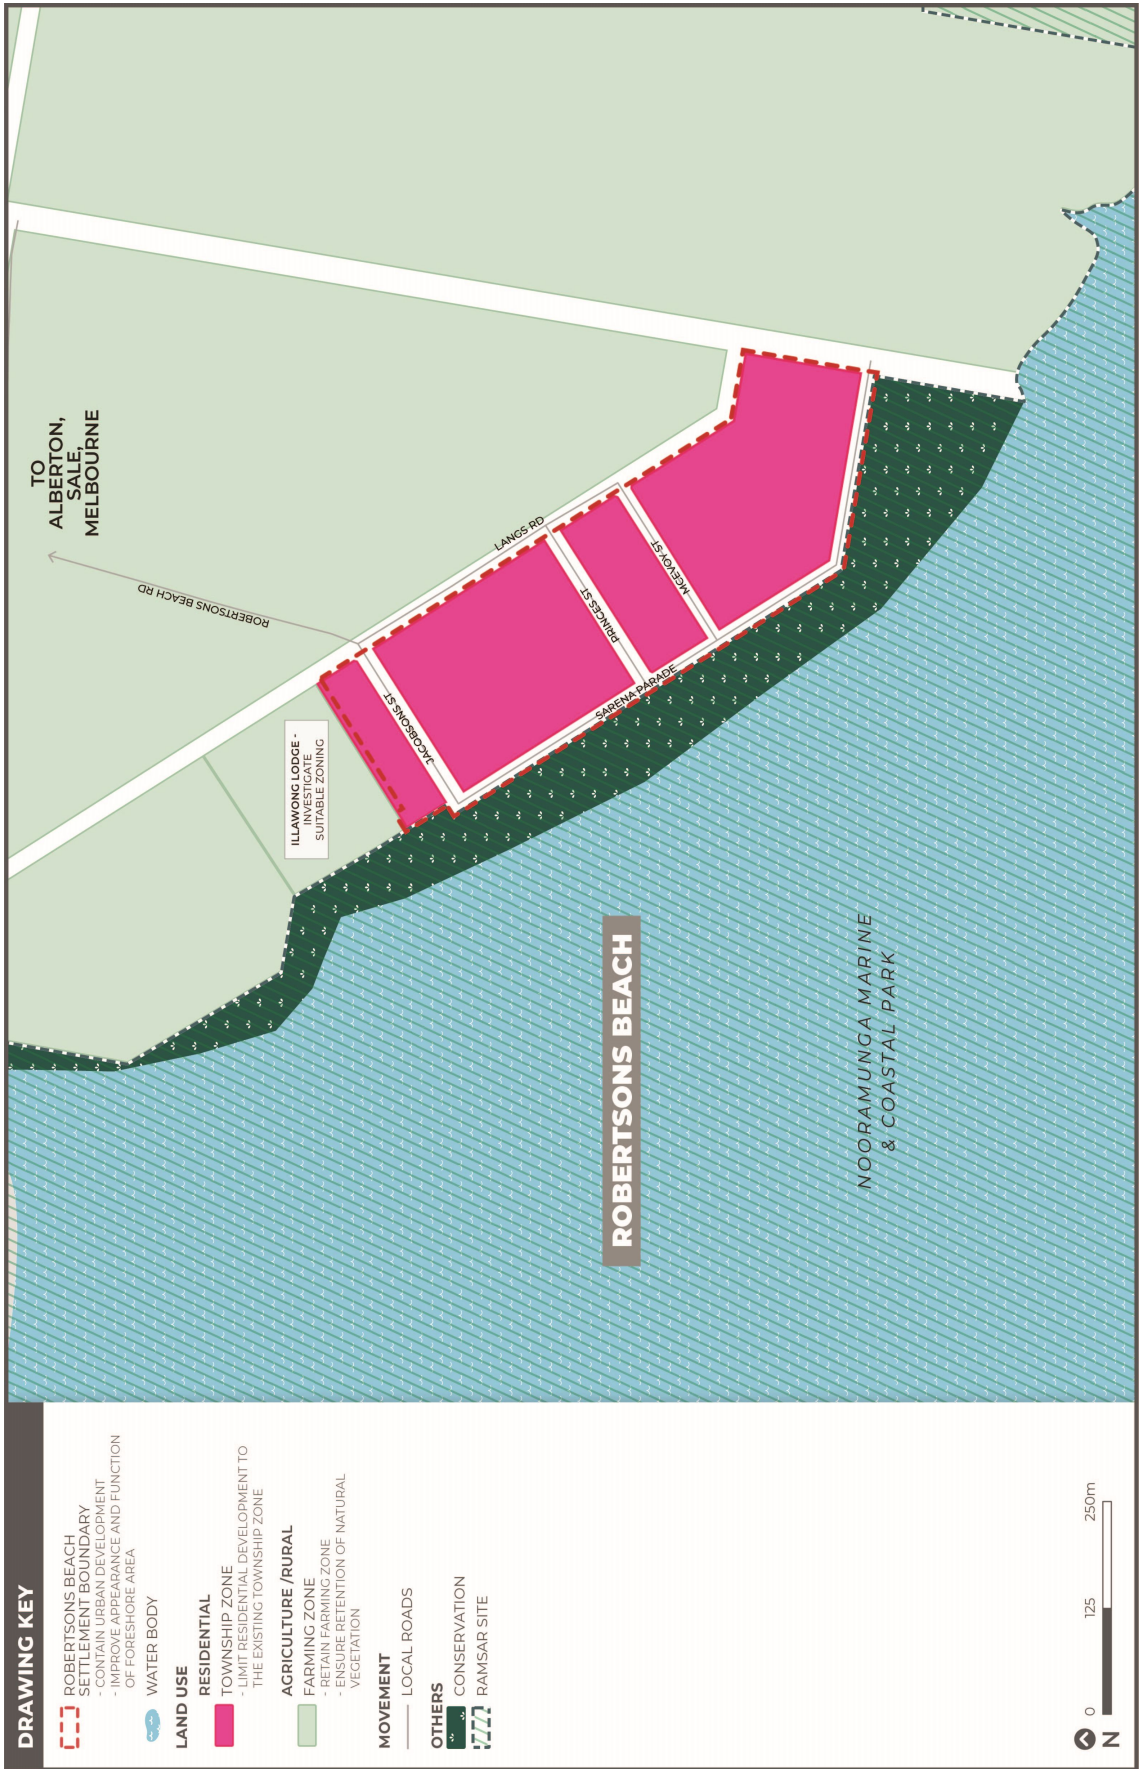 DRAWING KEY
ROBERTSONS BEACH
SETTLEMENT BOUNDARY
- CONTAIN URBAN DEVELOPMENT
- IMPROVE APPEARANCE AND FUNCTION
OF FORESHORE AREA
WATER BODY
LAND USE
RESIDENTIAL
TOWNSHIP ZONE
- LIMIT RESIDENTIAL DEVELOPMENT TO
THE EXISTING TOWNSHIP ZONE
AGRICULTURE /RURAL
FARMING ZONE
- RETAIN FARMING ZONE
- ENSURE RETENTION OF NATURAL
VEGETATION
MOVEMENT
LOCAL ROADS
OTHERS
CONSERVATION
RAMSAR SITE
0 125 250m
N
TO
ALBERTON,
SALE,
MELBOURNE
ROBERTSONS BEACH RD
LANGS RD
ILLAWONG LODGE -
INVESTIGATE
SUITABLE ZONING
JACOBSONS ST
PRINCES ST
MCEVOY ST
SARENA PARADE
ROBERTSONS BEACH
NOORAMUNGA MARINE
& COASTAL PARK